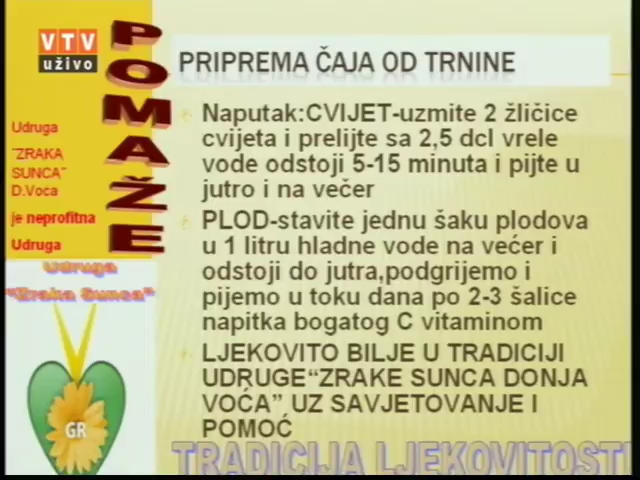 VTV
uživo
POMAŽE
Udruga
"ZRAKA
SUNCA"
D.Voca
je neprofitna
Udruga
Udruga
"Zraka Sunca"
GR
PRIPREMA ČAJA OD TRNINE
Naputak:CVIJET-uzmite 2 žličice
cvijeta i prelijte sa 2,5 dcl vrele
vode odstoji 5-15 minuta i pijte u
jutro i na večer
PLOD-stavite jednu šaku plodova
u 1 litru hladne vode na većer i
odstoji do jutra,podgrijemo i
pijemo u toku dana po 2-3 šalice
napitka bogatog C vitaminom
LJEKOVITO BILJE U TRADICIJI
UDRUGE“ZRAKE SUNCA DONJA
VOĆA” UZ SAVJETOVANJE I
POMOĆ
TRADICIJA LJEKOVITOSTI